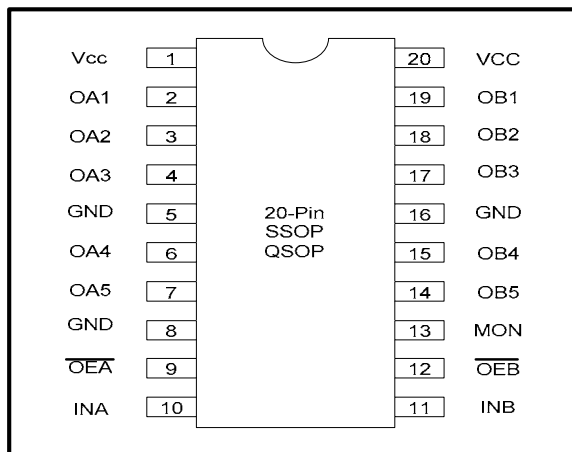 Vcc 1 20 VCC
OA1 2 19 OB1
OA2 3 18 OB2
OA3 4 17 OB3
GND 5 16 GND
20-Pin
SSOP
QSOP
OA4 6 15 OB4
OA5 7 14 OB5
GND 8 13 MON
OEA 9 12 OEB
INA 10 11 INB